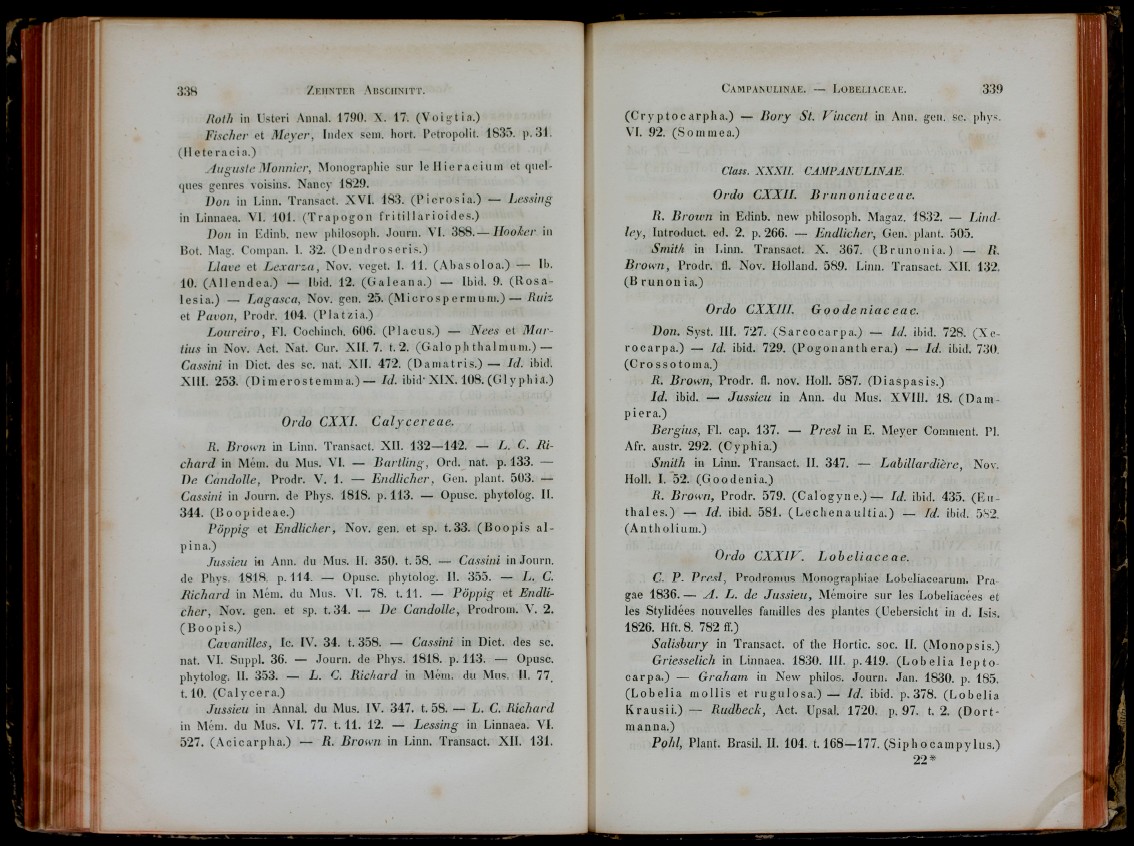 338 ZEHNTER ABSCHNITT.
Roth in Usteri Annal. 1790. X. 17. (Voigtia.)
Fischer et Meyer, Index sem. hort. Petropolit. 1835. p. 31.
(Heteracia.)
Auguste Monnier, Monographie sur le Hieracium et quel-
ques genres voisins. Nancy 1829.
Don in Linn. Transact. XVI. 183. (Picrosia.) — Lessing
in Linnaea. VI. 101. (Trapogon fritillarioides.)
Don in Edinb. new philosoph. Journ. VI. 388. — Hooker in
Bot. Mag. Compan. I. 32. (Dendroseris.)
Llave et Lexarza, Nov. veget. I. 11. (Abasoloa.) — Ib.
10. (Allendea.) — Ibid. 12. (Galeana.) — Ibid. 9. (Rosa-
lesia.) — Lagasca, Nov. gen. 25. (Microspermum.) — Ruiz
et Pavon, Prodr. 104. (Platzia.)
Loureiro, Fl. Cochinch. 606. (Placus.) — Nees et Mar-
tius in Nov. Act. Nat. Cur. XII. 7. t. 2. (Galophthalmum.) —
Cassini in Dict. des sc. nat. XII. 472. (Damatris.) — Id. ibid.
XIII. 253. (Dimerostemma.) — Id. ibid· XIX. 108. (Glyphia.)
Ordo CXXI. Calycereae.
R. Brown in Linn. Transact. XII. 132—142. — L. C. Ri-
chard in Mém. du Mus. VI. — Bartling, Ord. nat. p. 133. —
De Candolle, Prodr. V. 1. — Endlicher, Gen. plant. 503. —
Cassini in Journ. de Phys. 1818. p. 113. — Opusc. phytolog. II.
344. (Boopideae.)
Pöppig et Endlicher, Nov. gen. et sp. t. 33. (Boopis al-
pina.)
Jussieu in Ann. du Mus. II. 350. t. 58. — Cassini in Journ.
de Phys. 1818. p. 114. — Opusc. phytolog. II. 355. — L. C.
Richard in Mém. du Mus. VI. 78. t. 11. — Pöppig et Endli-
cher, Nov. gen. et sp. t. 34. — De Candolle, Prodrom. V. 2.
(Boopis.)
Cavanilles, Ic. IV. 34. t. 358. — Cassini in Dict. des sc.
nat. VI. Suppl. 36. — Journ. de Phys. 1818. p. 113. — Opusc.
phytolog. II. 353. — L. C. Richard in Mém. du Mus. II. 77.
t. 10. (Calycera.)
Jussieu in Annal. du Mus. IV. 347. t. 58. — L. C. Richard
in Mém. du Mus. VI. 77. t. 11. 12. — Lessing in Linnaea. VI.
527. (Acicarpha.) — R. Brown in Linn. Transact. XII. 131.
CAMPANULINAE. — LOBELIACEAE. 339
(Cryptocarpha.) — Bory St. Vincent in Ann. gen. sc. phys.
VI. 92. (Sommea.)
Class. XXXII. CAMPANULINAE.
Ordo CXXII. Brunoniaceae.
R. Brown in Edinb. new philosoph. Magaz. 1832. — Lind-
ley, Introduct. ed. 2. p. 266. — Endlicher, Gen. plant. 505.
Smith in Linn. Transact. X. 367. (Brunonia.) — R.
Brown, Prodr. fl. Nov. Holland. 589. Linn. Transact. XII. 132.
(Brunonia.)
Ordo CXXIII. Goodeniaceae.
Don. Syst. III. 727. (Sarcocarpa.) — Id. ibid. 728. (Xe-
rocarpa.) — Id. ibid. 729. (Pogonanthera.) — Id. ibid. 730.
(Crossotoma.)
R. Brown, Prodr. fl. nov. Holl. 587. (Diaspasis.)
Id. ibid. — Jussieu in Ann. du Mus. XVIII. 18. (Dam-
piera.)
Bergius, Fl. cap. 137. — Presl in E. Meyer Comment. Pl.
Afr. austr. 292. (Cyphia.)
Smith in Linn. Transact. II. 347. — Labillardière, Nov.
Holl. I. 52. (Goodenia.)
R. Brown, Prodr. 579. (Calogyne.) — Id. ibid. 435. (Eu-
thales.) — Id. ibid. 581. (Lechenaultia.) — Id. ibid. 582.
(Antholium.)
Ordo CXXIV. Lobeliaceae.
C. P. Presl, Prodromus Monographiae Lobeliacearum. Pra-
gae 1836. — A. L. de Jussieu, Mémoire sur les Lobeliacées et
les Stylidées nouvelles familles des plantes (Uebersicht in d. Isis.
1826. Hft. 8. 782 ff.)
Salisbury in Transact. of the Hortic. soc. II. (Monopsis.)
Griesselich in Linnaea. 1830. III. p. 419. (Lobelia lepto-
carpa.) — Graham in New philos. Journ. Jan. 1830. p. 185.
(Lobelia mollis et rugulosa.) — Id. ibid. p. 378. (Lobelia
Krausii.) — Rudbeck, Act. Upsal. 1720. p. 97. t. 2. (Dort-
manna.)
Pohl, Plant. Brasil. II. 104. t. 168—177. (Siphocampylus.)
22*